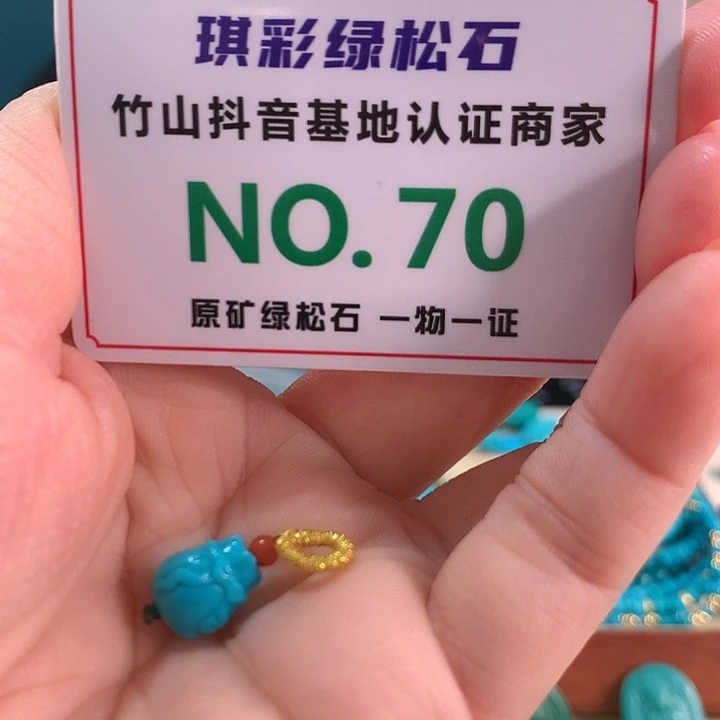 琪彩绿松石
竹山抖音基地认证商家
NO. 70
原矿绿松石 一物一证